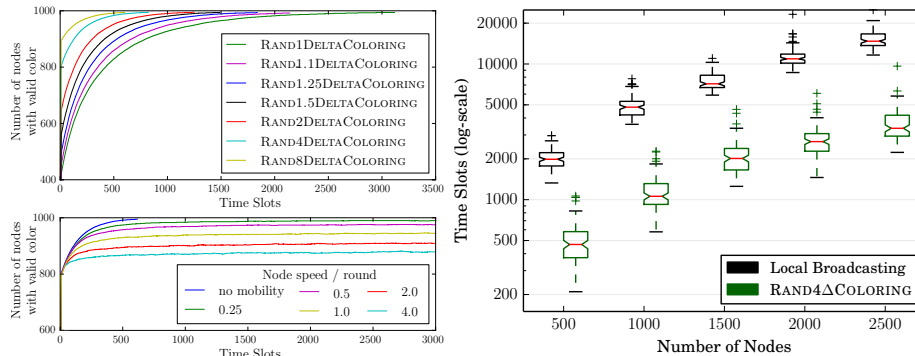 Number of nodes
with valid color
1000
800
600
400
0
500
1000
1500
2000
2500
3000
3500
Time Slots
RAND1DELTACOLORING
RAND1.1DELTACOLORING
RAND1.25DELTACOLORING
RAND1.5DELTACOLORING
RAND2DELTACOLORING
RAND4DELTACOLORING
RAND8DELTACOLORING
Number of nodes
with valid color
1000
800
600
0
500
1000
1500
2000
2500
3000
Time Slots
Node speed / round
no mobility
0.25
0.5
1.0
2.0
4.0
Time Slots (log-scale)
20000
10000
5000
2000
1000
500
200
500
1000
1500
2000
2500
Number of Nodes
Local Broadcasting
RAND4ΔCOLORING